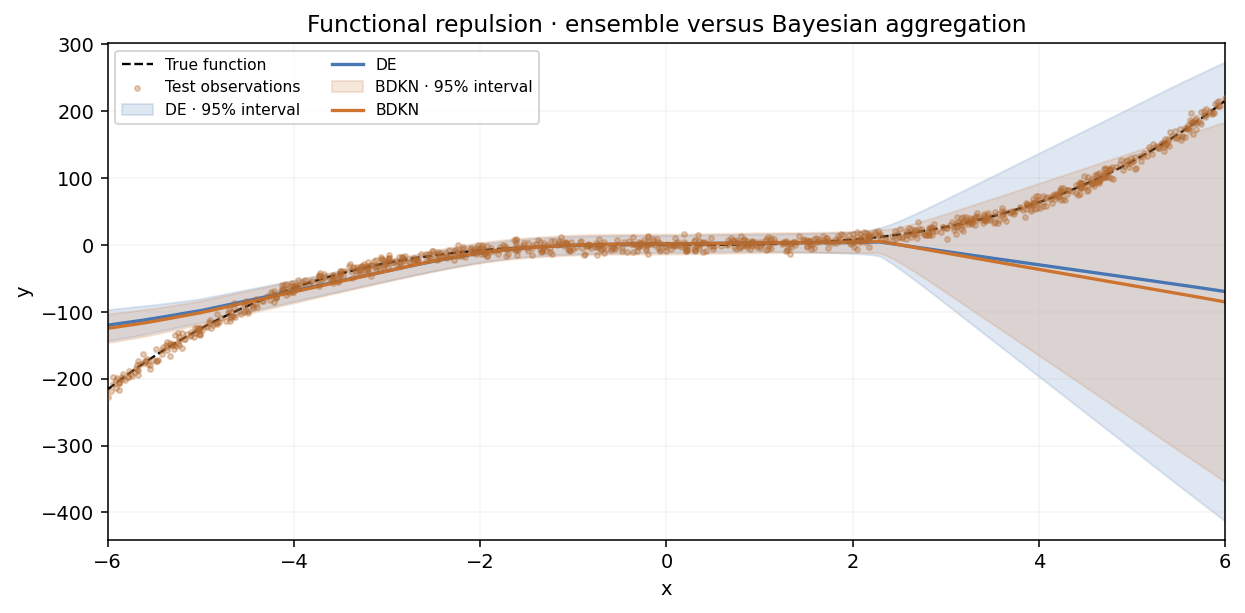 Functional repulsion · ensemble versus Bayesian aggregation
True function
Test observations
DE · 95% interval
DE
BDKN · 95% interval
BDKN
y
300
200
100
0
−100
−200
−300
−400
−6
−4
−2
0
2
4
6
x